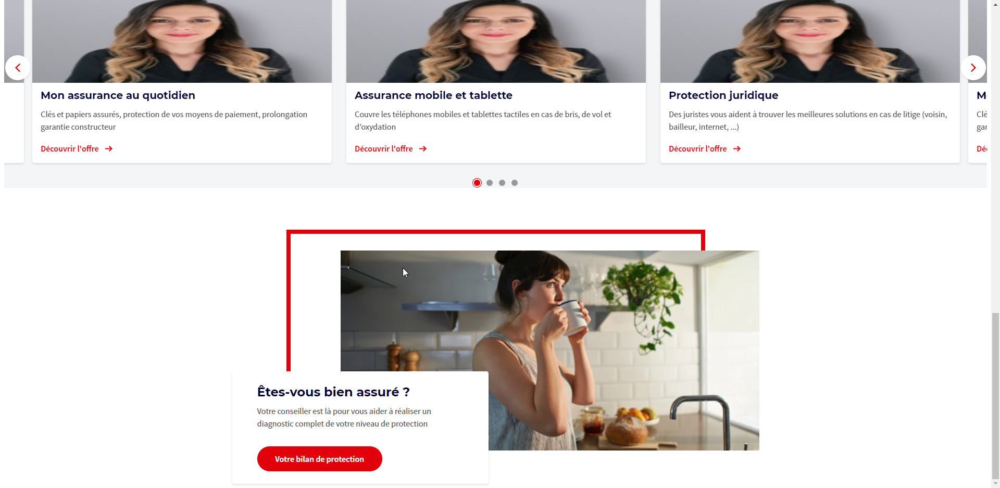 Mon assurance au quotidien
Clés et papiers assurés, protection de vos moyens de paiement, prolongation
garantie constructeur
Découvrir l'offre
Assurance mobile et tablette
Couvre les téléphones mobiles et tablettes tactiles en cas de bris, de vol et
d’oxydation
Découvrir l'offre
Protection juridique
Des juristes vous aident à trouver les meilleures solutions en cas de litige (voisin,
bailleur, internet, ...)
Découvrir l'offre
Êtes-vous bien assuré ?
Votre conseiller est là pour vous aider à réaliser un
diagnostic complet de votre niveau de protection
Votre bilan de protection